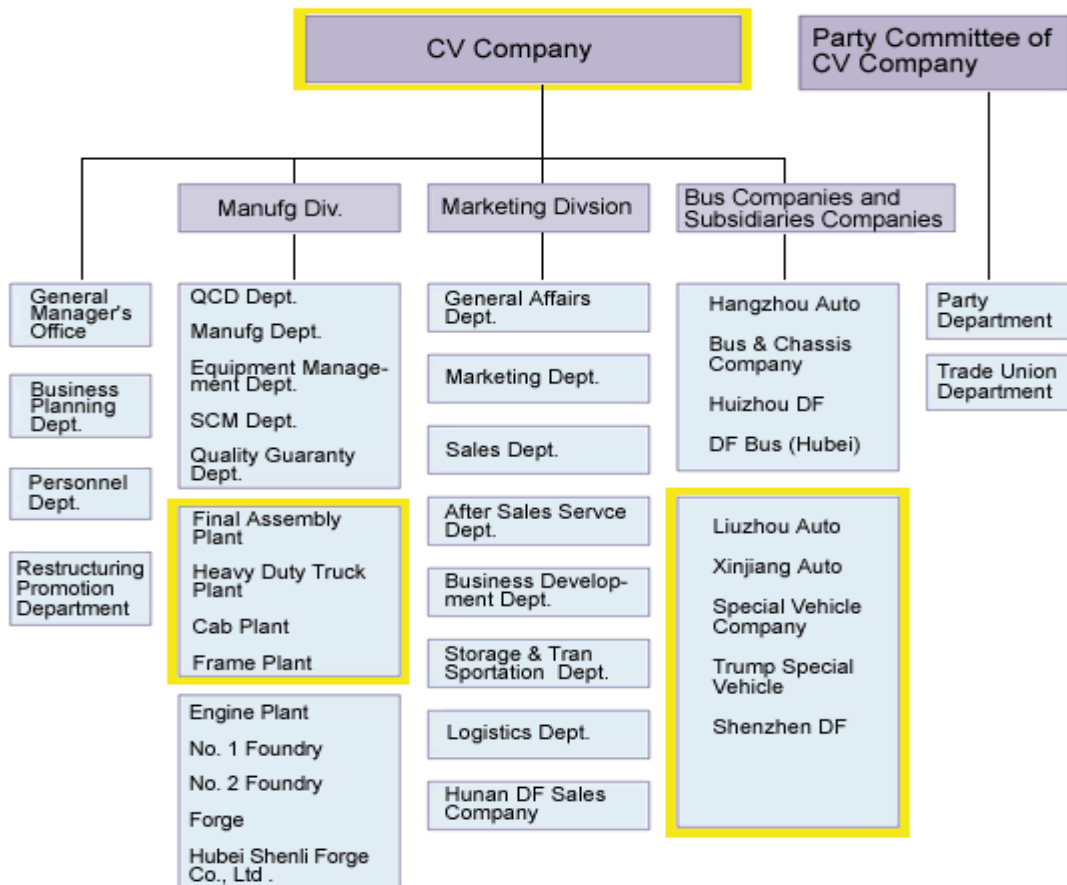 CV Company
Party Committee of
CV Company
Manufg Div.
Marketing Divsion
Bus Companies and
Subsidiaries Companies
General
Manager's
Office
Business
Planning
Dept.
Personnel
Dept.
Restructuring
Promotion
Department
QCD Dept.
Manufg Dept.
Equipment Manage-
ment Dept.
SCM Dept.
Quality Guaranty
Dept.
Final Assembly
Plant
Heavy Duty Truck
Plant
Cab Plant
Frame Plant
Engine Plant
No. 1 Foundry
No. 2 Foundry
Forge
Hubei Shenli Forge
Co., Ltd .
General Affairs
Dept.
Marketing Dept.
Sales Dept.
After Sales Servce
Dept.
Business Develop-
ment Dept.
Storage & Tran
Sportation Dept.
Logistics Dept.
Hunan DF Sales
Company
Hangzhou Auto
Bus & Chassis
Company
Huizhou DF
DF Bus (Hubei)
Liuzhou Auto
Xinjiang Auto
Special Vehicle
Company
Trump Special
Vehicle
Shenzhen DF
Party
Department
Trade Union
Department